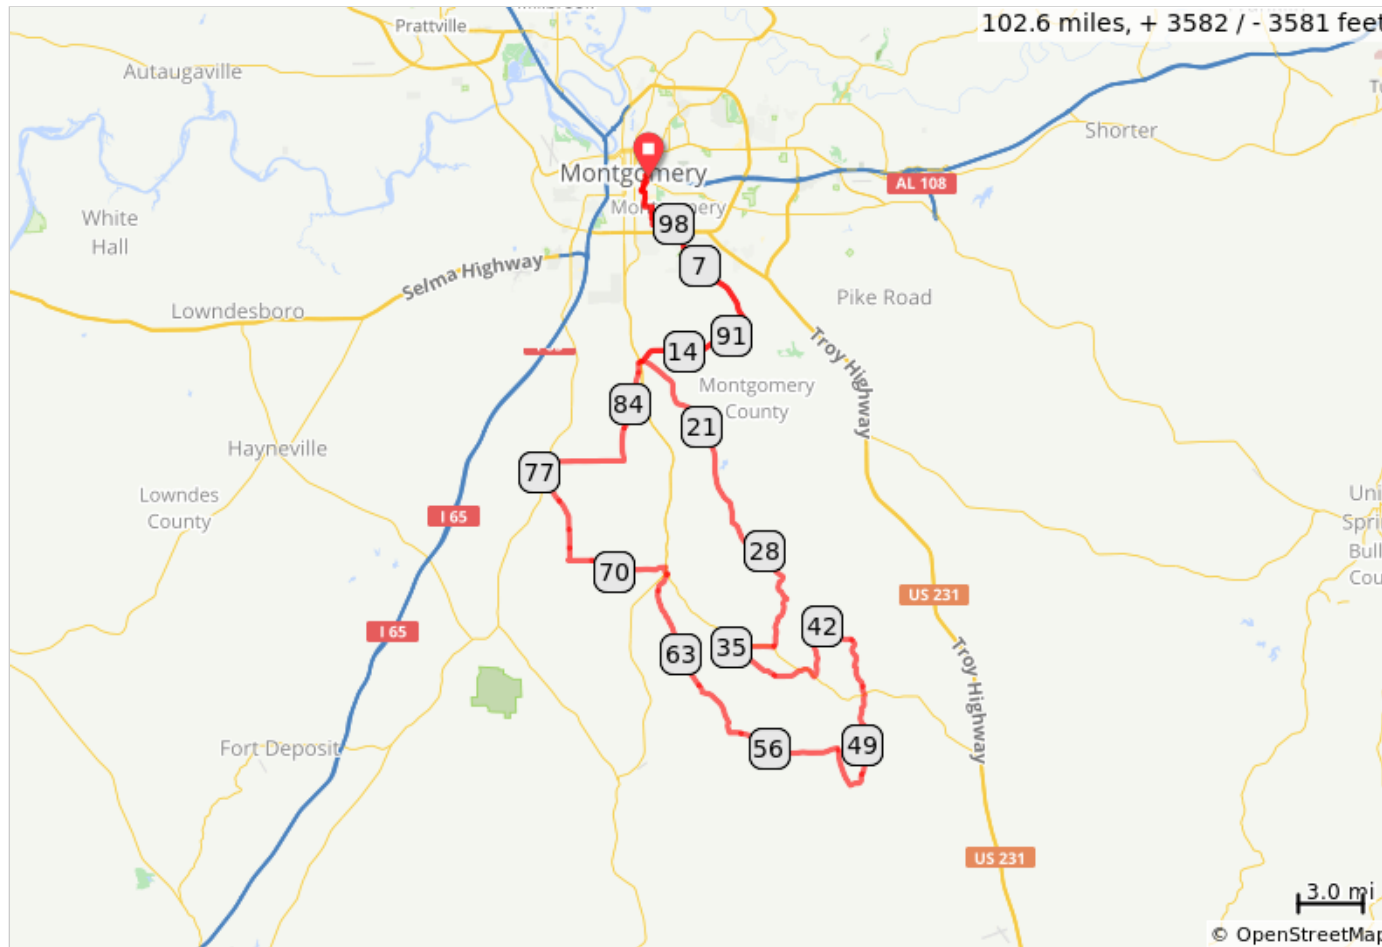 102.6 miles, + 3582 / - 3581 feet
Prattville
Autaugaville
Shorter
Montgomery
AL 108
White
Hall
98
7
Selma Highway
Pike Road
Lowndesboro
91
14
Troy Highway
Montgomery
County
84
21
Hayneville
77
Lowndes
County
I 65
28
70
US 231
42
I 65
35
63
Troy Highway
Fort Deposit
56
49
US 231
3.0 mi
© OpenStreetMap